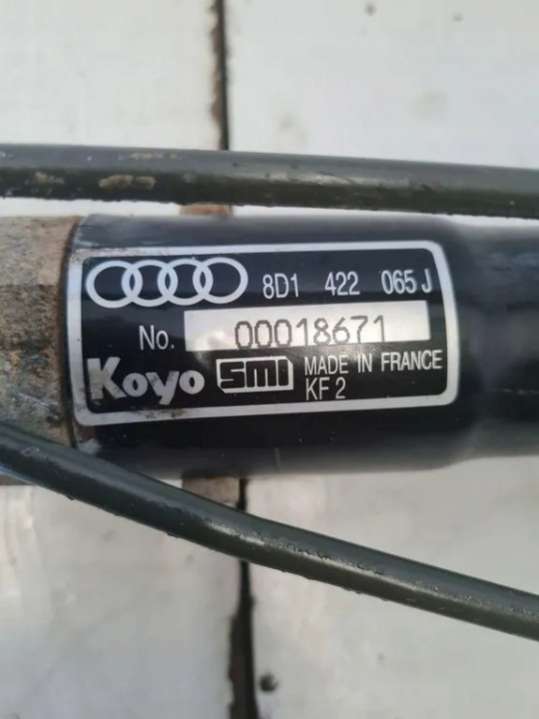 8D1 422 065 J
No. 00018671
Koyo SMI MADE IN FRANCE
KF 2